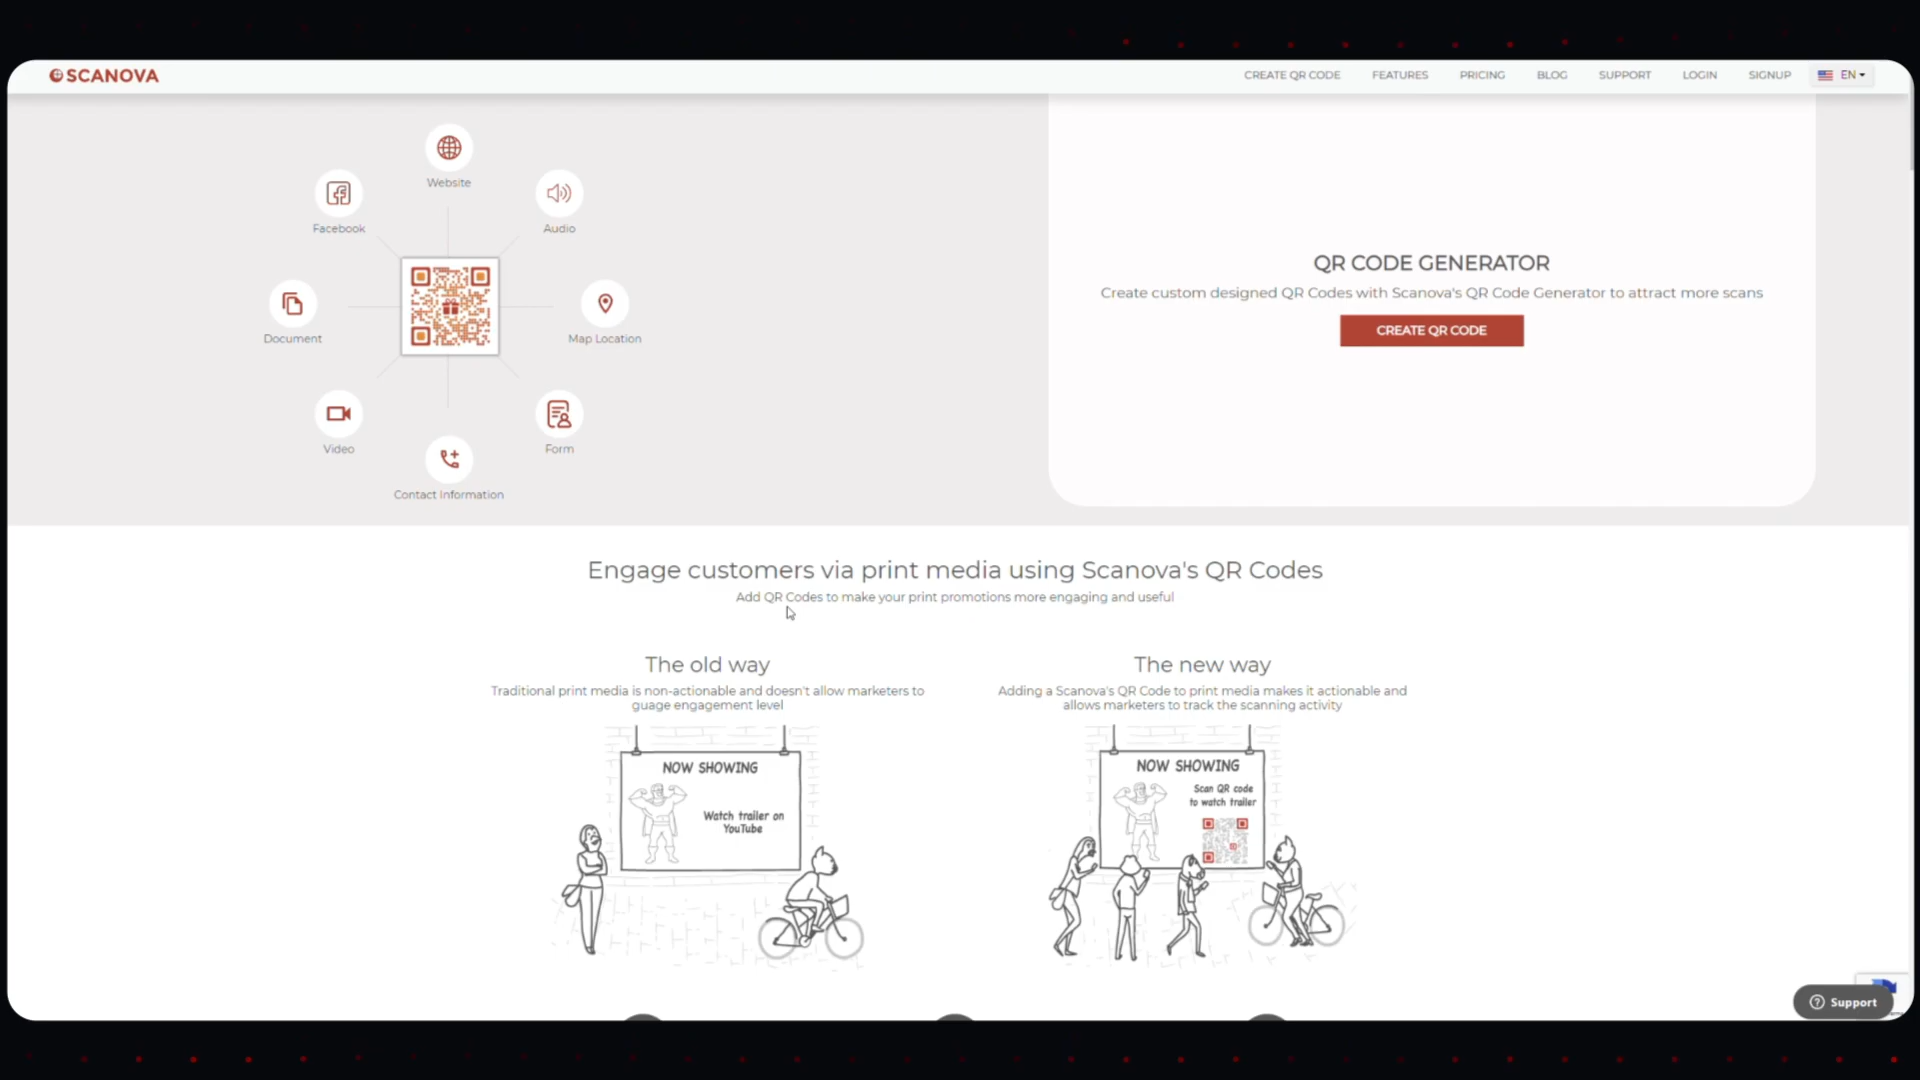 SCANOVA
CREATE QR CODE
FEATURES
PRICING
BLOG
SUPPORT
LOGIN
SIGNUP
EN
Website
Facebook
Audio
Document
Map Location
Video
Form
Contact Information
QR CODE GENERATOR
Create custom designed QR Codes with Scanova's QR Code Generator to attract more scans
CREATE QR CODE
Engage customers via print media using Scanova's QR Codes
Add QR Codes to make your print promotions more engaging and useful
The old way
Traditional print media is non-actionable and doesn't allow marketers to
guage engagement level
NOW SHOWING
Watch trailer on
YouTube
The new way
Adding a Scanova's QR Code to print media makes it actionable and
allows marketers to track the scanning activity
NOW SHOWING
Scan QR code
to watch trailer
Support